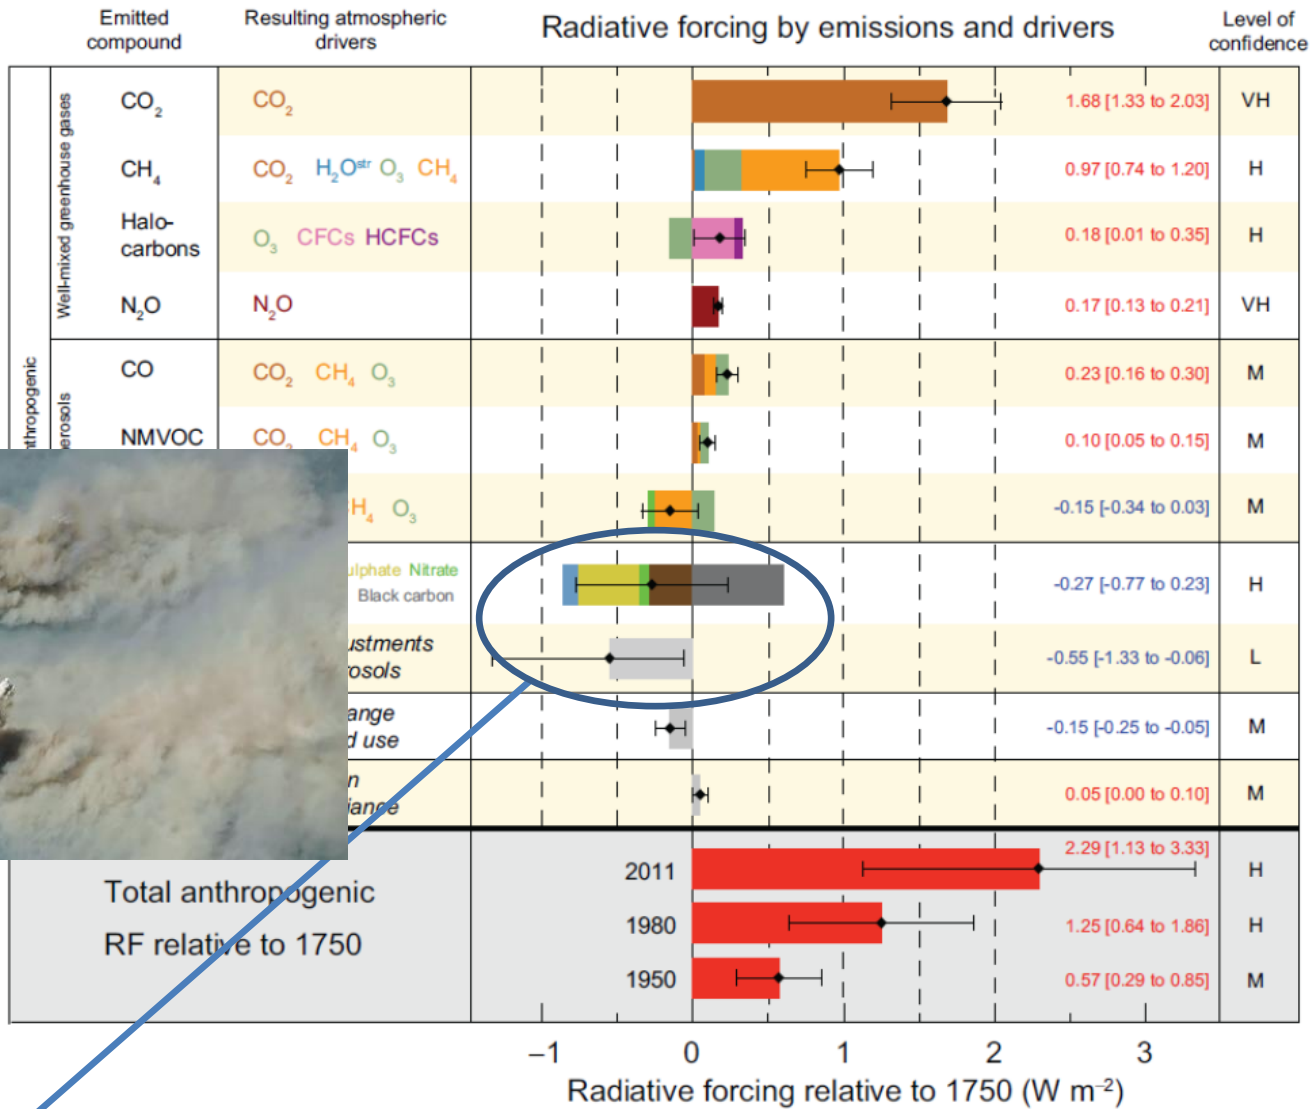 Emitted compound
Resulting atmospheric drivers
Radiative forcing by emissions and drivers
Level of confidence
Well-mixed greenhouse gases
CO₂
CO₂
1.68 [1.33 to 2.03]
VH
CH₄
CO₂ H₂Oˢᵗʳ O₃ CH₄
0.97 [0.74 to 1.20]
H
Halo-
carbons
O₃ CFCs HCFCs
0.18 [0.01 to 0.35]
H
N₂O
N₂O
0.17 [0.13 to 0.21]
VH
CO
CO₂ CH₄ O₃
0.23 [0.16 to 0.30]
M
NMVOC
CO₂ CH₄ O₃
0.10 [0.05 to 0.15]
M
H₄ O₃
-0.15 [-0.34 to 0.03]
M
ulphate Nitrate
Black carbon
-0.27 [-0.77 to 0.23]
H
ustments
rosols
-0.55 [-1.33 to -0.06]
L
ange
d use
-0.15 [-0.25 to -0.05]
M
n
iance
0.05 [0.00 to 0.10]
M
Total anthropogenic
RF relative to 1750
2011
2.29 [1.13 to 3.33]
H
1980
1.25 [0.64 to 1.86]
H
1950
0.57 [0.29 to 0.85]
M
−1 0 1 2 3
Radiative forcing relative to 1750 (W m⁻²)